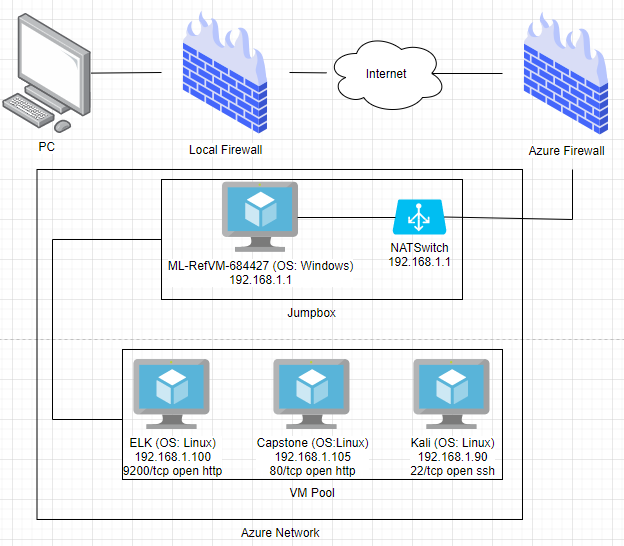 Internet
PC
Local Firewall
Azure Firewall
NATSwitch
192.168.1.1
ML-RefVM-684427 (OS: Windows)
192.168.1.1
Jumpbox
ELK (OS: Linux)
192.168.1.100
9200/tcp open http
Capstone (OS:Linux)
192.168.1.105
80/tcp open http
Kali (OS: Linux)
192.168.1.90
22/tcp open ssh
VM Pool
Azure Network